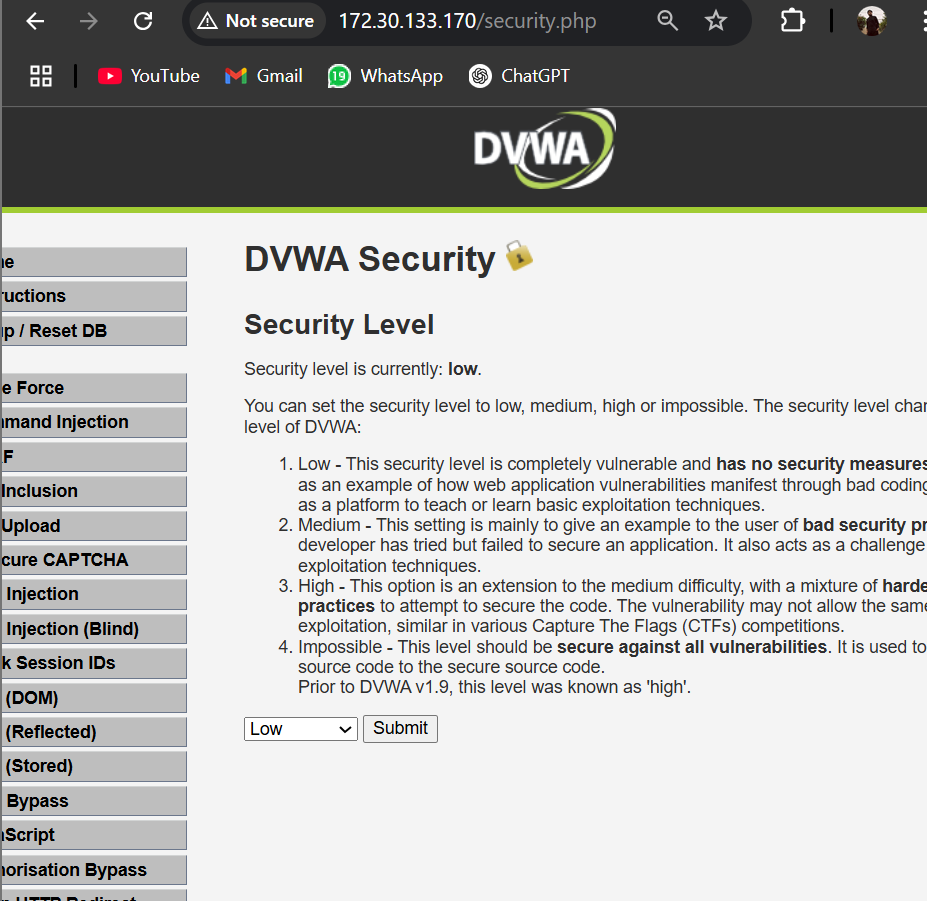 Not secure 172.30.133.170/security.php
YouTube Gmail 19 WhatsApp ChatGPT
DVWA
ne
ructions
up / Reset DB
e Force
mmand Injection
F
Inclusion
Upload
cure CAPTCHA
Injection
Injection (Blind)
k Session IDs
(DOM)
(Reflected)
(Stored)
Bypass
aScript
horisation Bypass
HTTP Redirect
DVWA Security
Security Level
Security level is currently: low.
You can set the security level to low, medium, high or impossible. The security level chan
level of DVWA:
1. Low - This security level is completely vulnerable and has no security measures
as an example of how web application vulnerabilities manifest through bad coding
as a platform to teach or learn basic exploitation techniques.
2. Medium - This setting is mainly to give an example to the user of bad security pr
developer has tried but failed to secure an application. It also acts as a challenge
exploitation techniques.
3. High - This option is an extension to the medium difficulty, with a mixture of harde
practices to attempt to secure the code. The vulnerability may not allow the same
exploitation, similar in various Capture The Flags (CTFs) competitions.
4. Impossible - This level should be secure against all vulnerabilities. It is used to
source code to the secure source code.
Prior to DVWA v1.9, this level was known as 'high'.
Low Submit